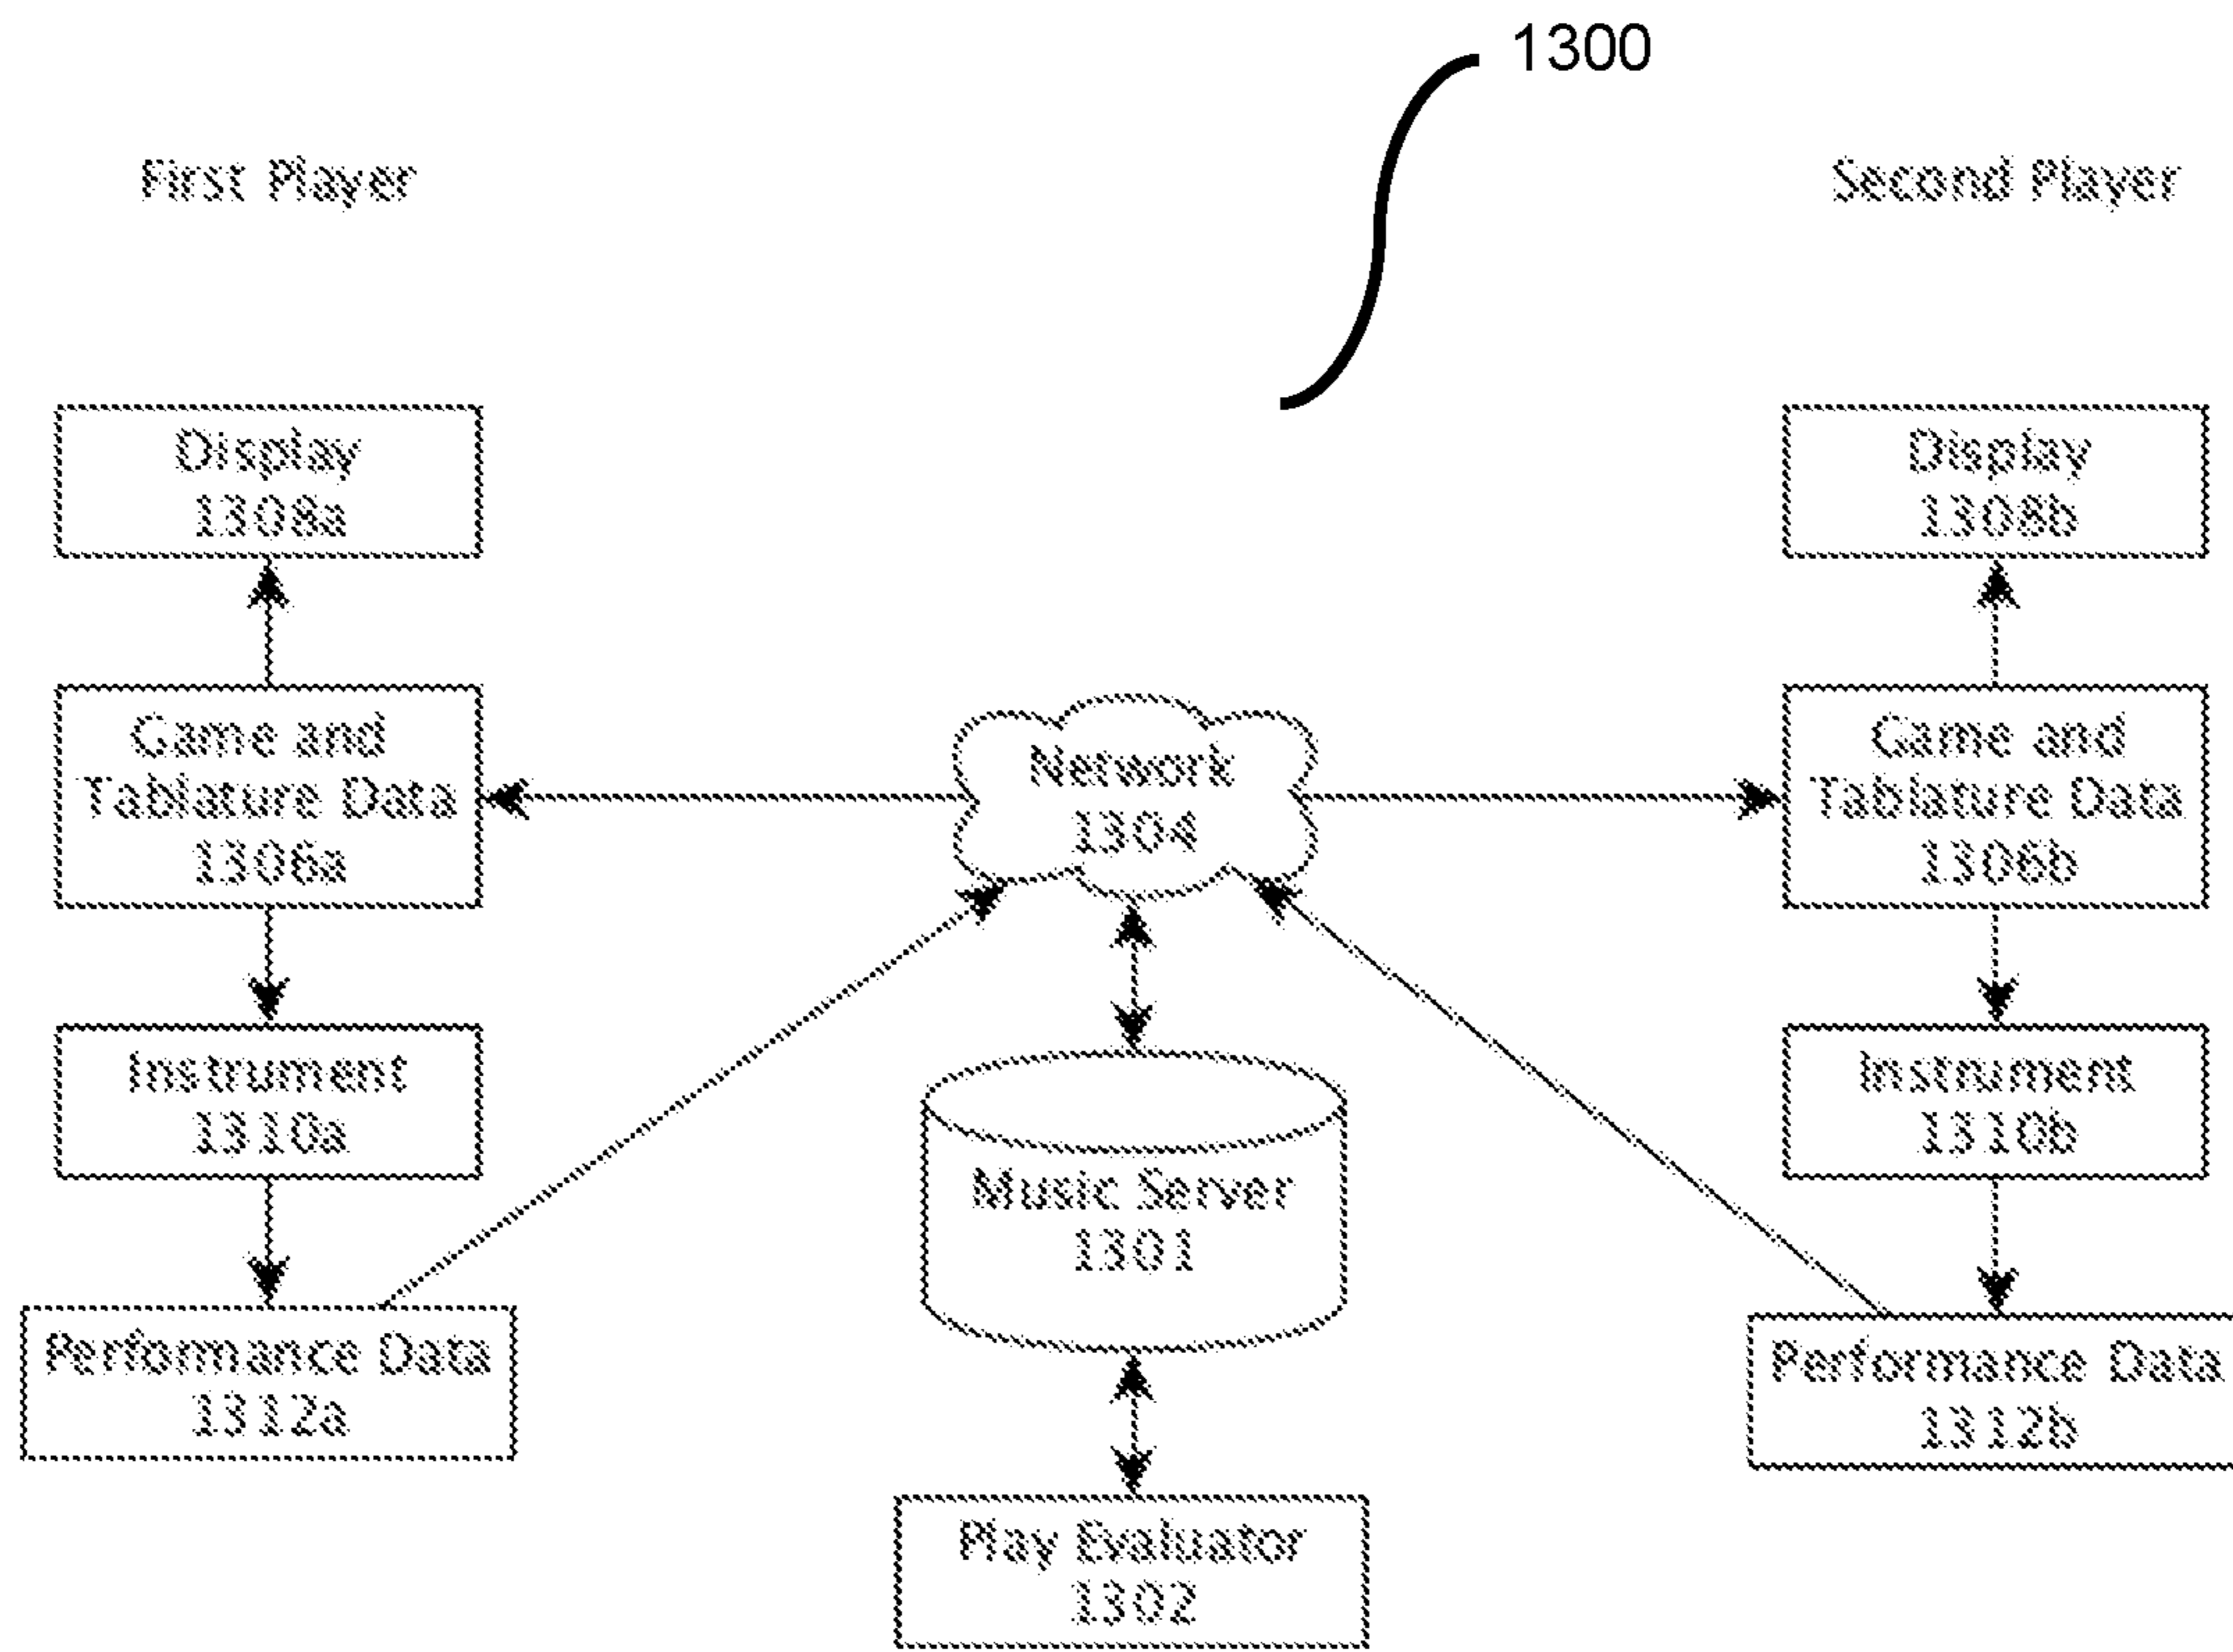 1300
First Player
Second Player
Display
1308a
Display
1308b
Game and
Tablature Data
1306a
Network
1304
Game and
Tablature Data
1306b
Instrument
1310a
Instrument
1310b
Music Server
1301
Performance Data
1312a
Performance Data
1312b
Play Evaluator
1302